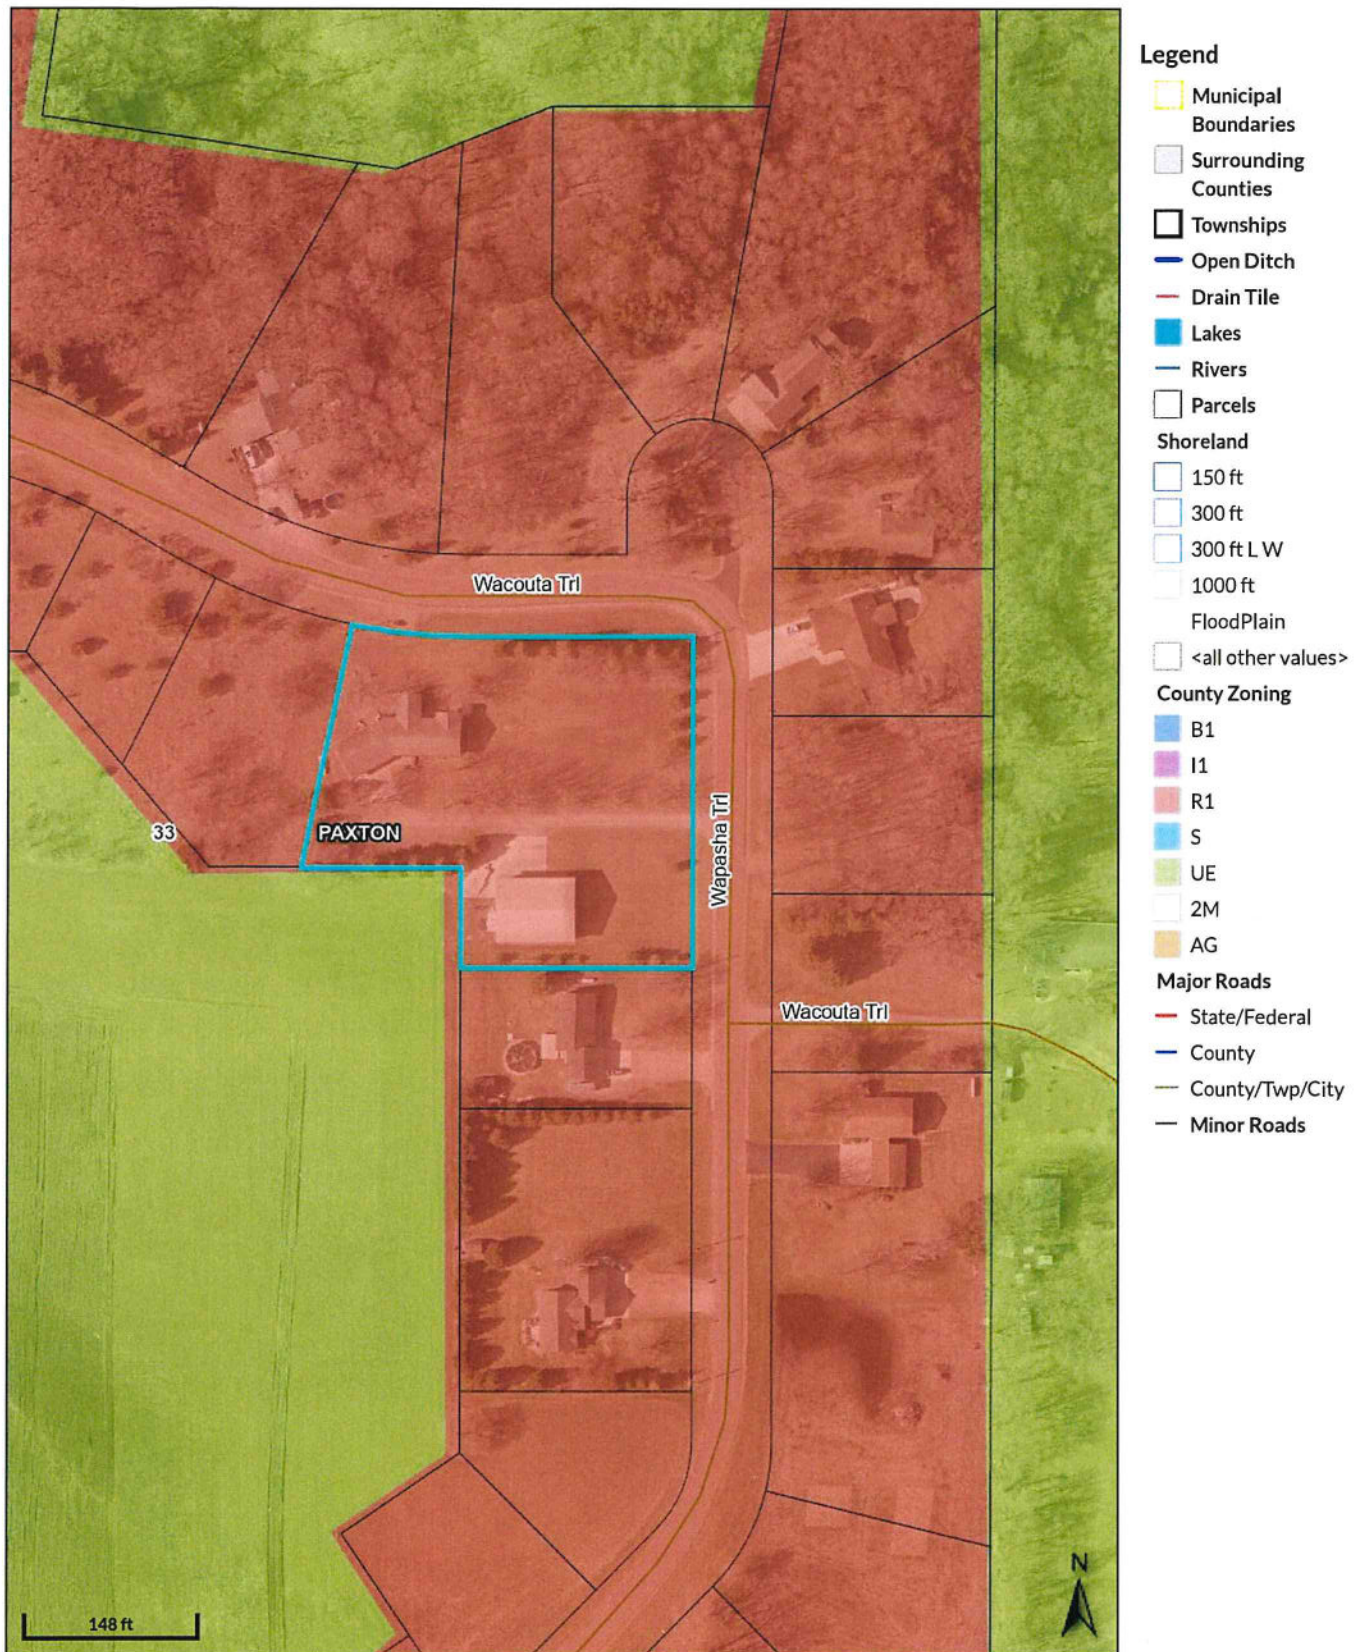 Legend
Municipal
Boundaries
Surrounding
Counties
Townships
Open Ditch
Drain Tile
Lakes
Rivers
Parcels
Shoreland
150 ft
300 ft
300 ft L W
1000 ft
FloodPlain
<all other values>
County Zoning
B1
I1
R1
S
UE
2M
AG
Major Roads
State/Federal
County
County/Twp/City
Minor Roads
Wacouta Trl
33
PAXTON
Wapasha Trl
Wacouta Trl
N
148 ft